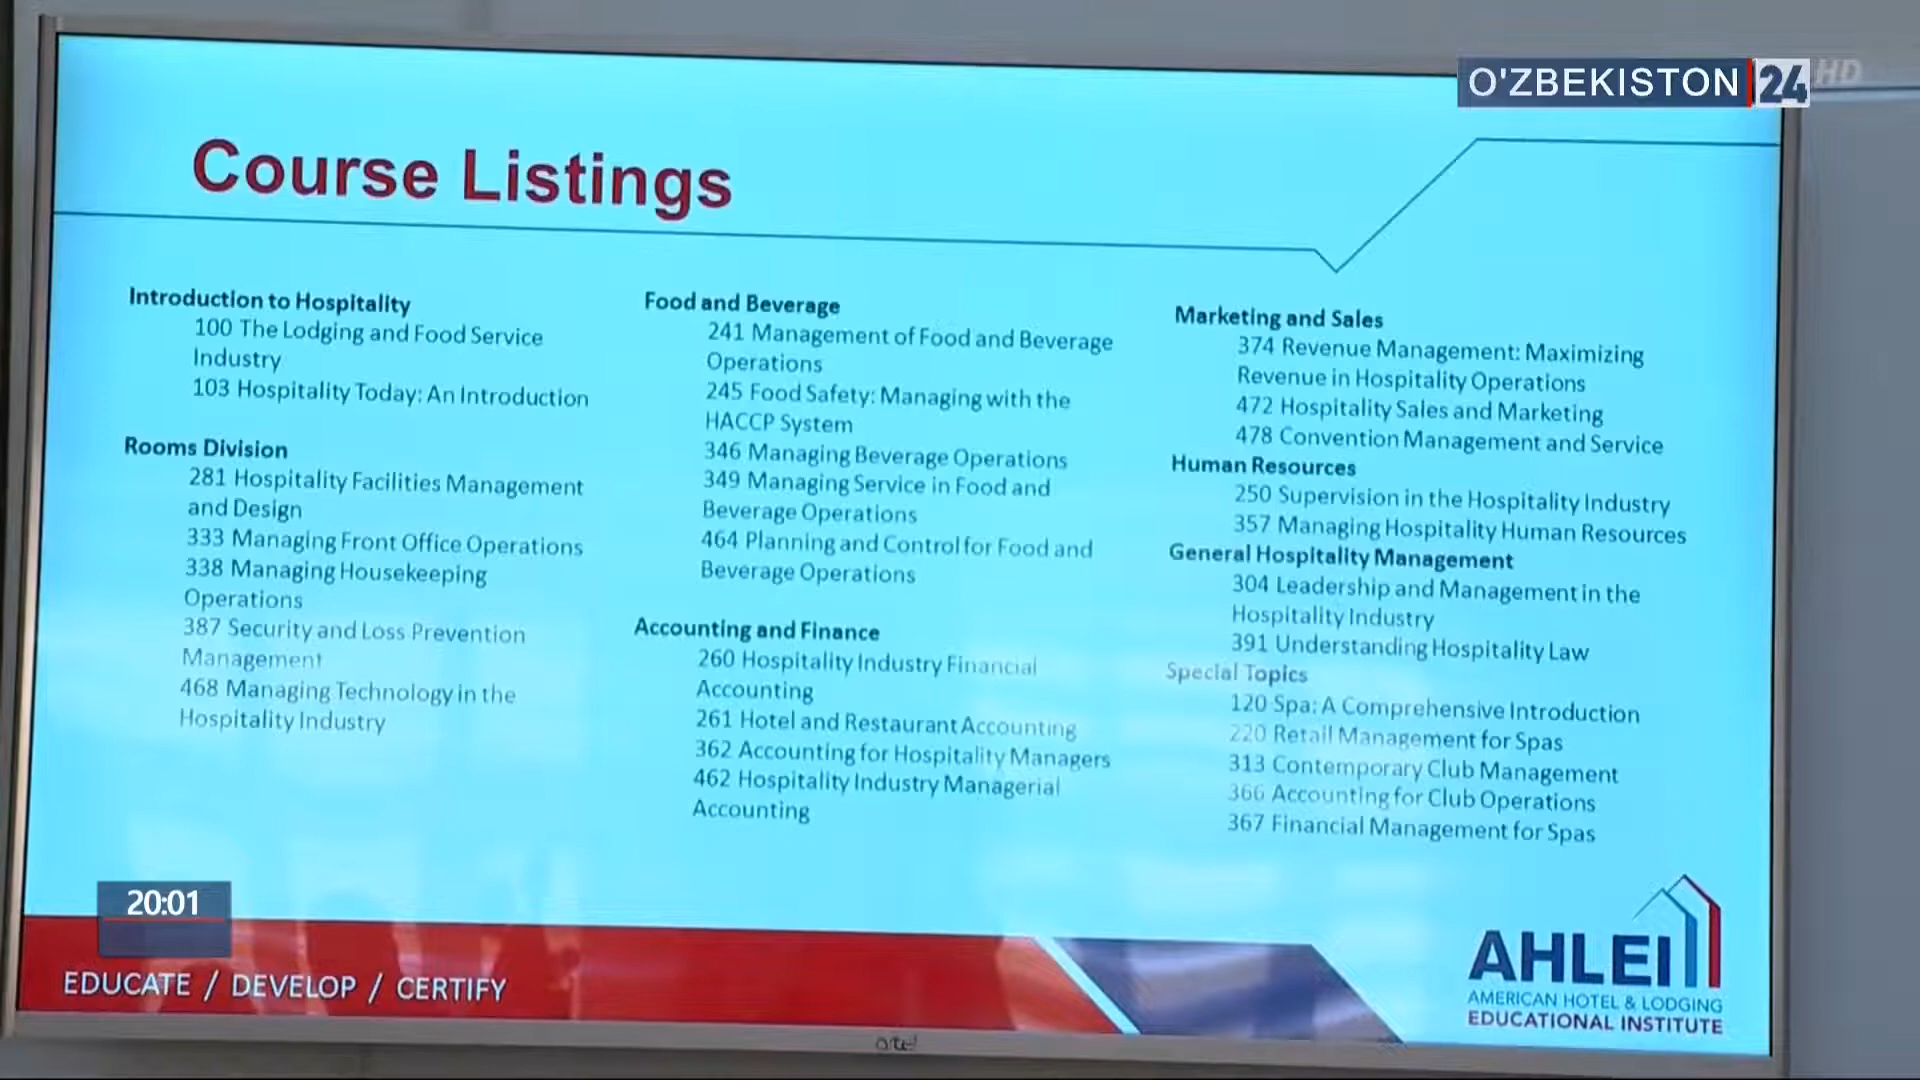 O'ZBEKISTON 24 HD
Course Listings
Introduction to Hospitality
100 The Lodging and Food Service
Industry
103 Hospitality Today: An Introduction
Rooms Division
281 Hospitality Facilities Management
and Design
333 Managing Front Office Operations
338 Managing Housekeeping
Operations
387 Security and Loss Prevention
Management
468 Managing Technology in the
Hospitality Industry
Food and Beverage
241 Management of Food and Beverage
Operations
245 Food Safety: Managing with the
HACCP System
346 Managing Beverage Operations
349 Managing Service in Food and
Beverage Operations
464 Planning and Control for Food and
Beverage Operations
Accounting and Finance
260 Hospitality Industry Financial
Accounting
261 Hotel and Restaurant Accounting
362 Accounting for Hospitality Managers
462 Hospitality Industry Managerial
Accounting
Marketing and Sales
374 Revenue Management: Maximizing
Revenue in Hospitality Operations
472 Hospitality Sales and Marketing
478 Convention Management and Service
Human Resources
250 Supervision in the Hospitality Industry
357 Managing Hospitality Human Resources
General Hospitality Management
304 Leadership and Management in the
Hospitality Industry
391 Understanding Hospitality Law
Special Topics
120 Spa: A Comprehensive Introduction
220 Retail Management for Spas
313 Contemporary Club Management
366 Accounting for Club Operations
367 Financial Management for Spas
20:01
EDUCATE / DEVELOP / CERTIFY
AHLEI
AMERICAN HOTEL & LODGING
EDUCATIONAL INSTITUTE
artel